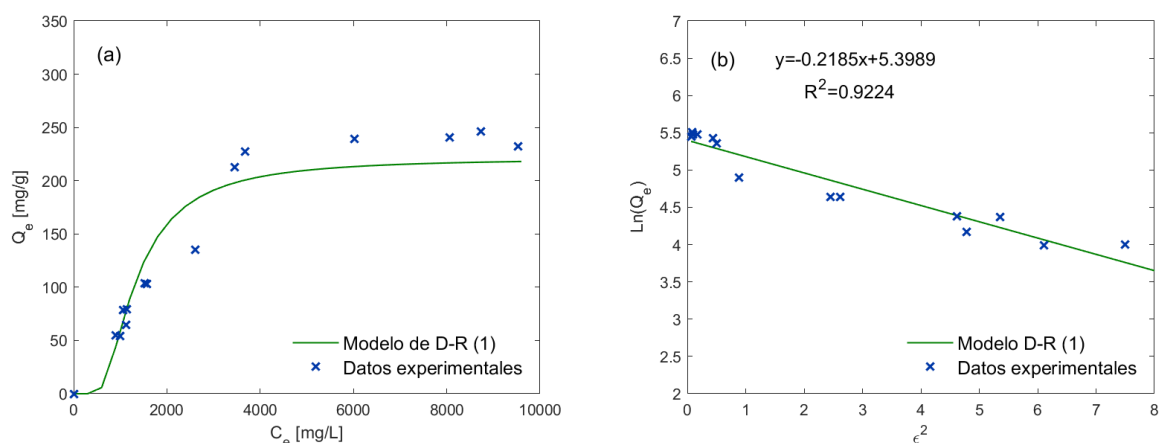 (a)
350
300
250
200
150
100
50
0
Q_e [mg/g]
Modelo de D-R (1)
Datos experimentales
0 2000 4000 6000 8000 10000
C_e [mg/L]
(b)
y=-0.2185x+5.3989
R^2=0.9224
7
6.5
6
5.5
5
4.5
4
3.5
3
2.5
2
Ln(Q_e)
Modelo D-R (1)
Datos experimentales
0 1 2 3 4 5 6 7 8
ϵ^2